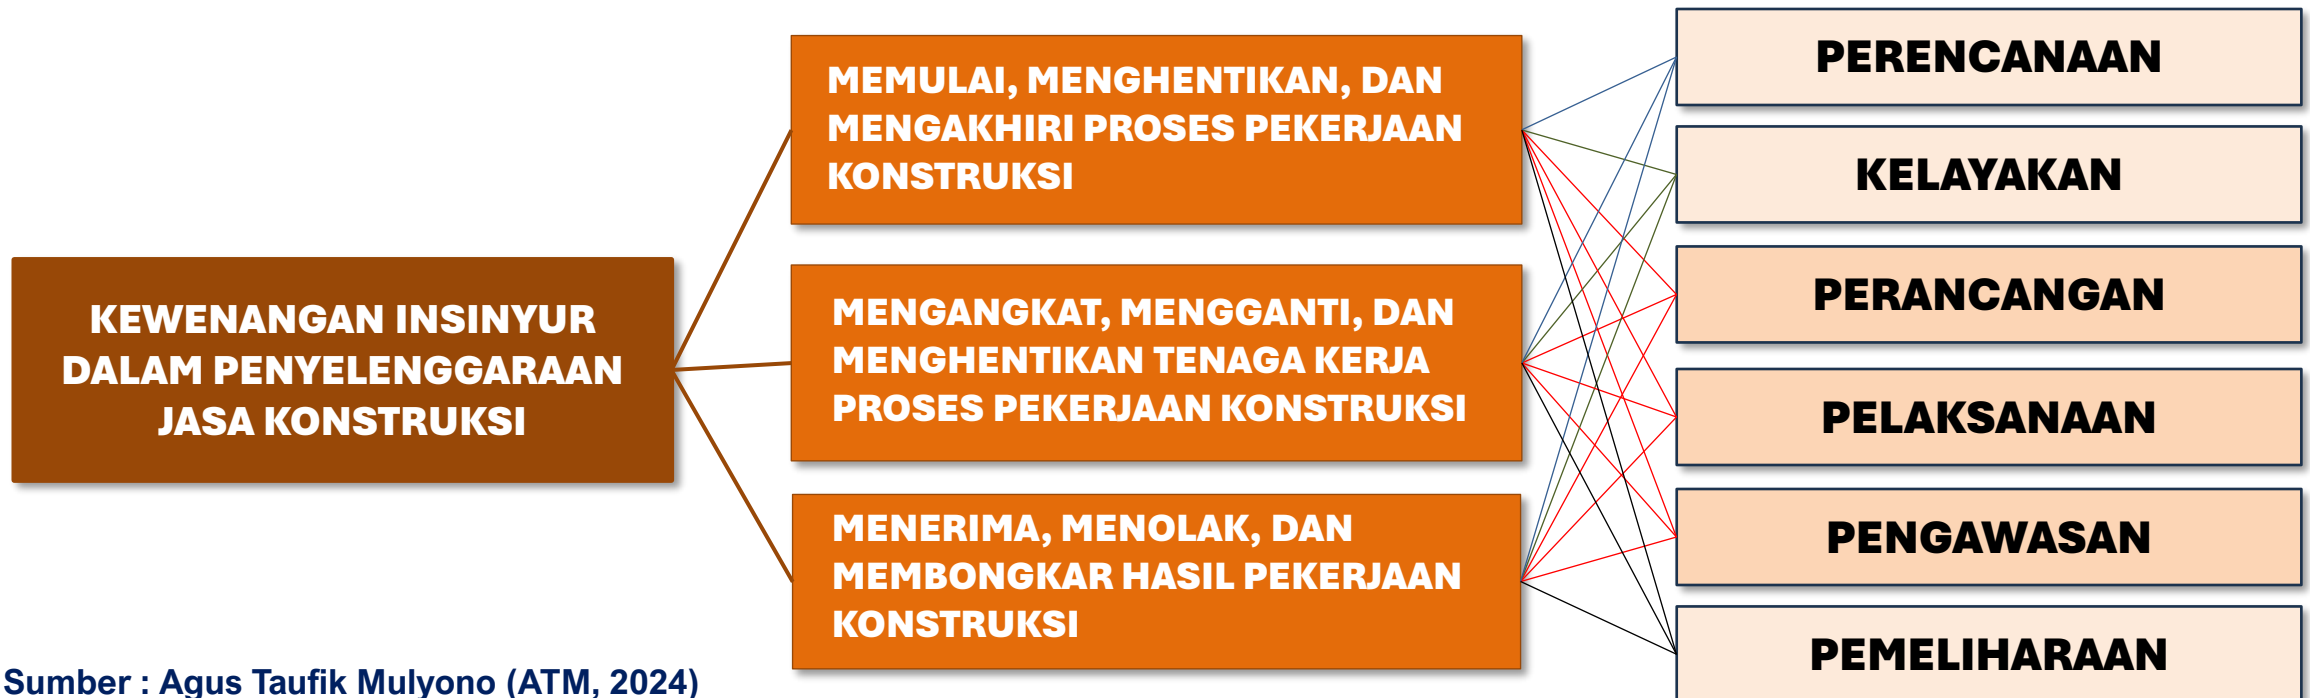 KEWENANGAN INSINYUR
DALAM PENYELENGGARAAN
JASA KONSTRUKSI
MEMULAI, MENGHENTIKAN, DAN
MENGAKHIRI PROSES PEKERJAAN
KONSTRUKSI
MENGANGKAT, MENGGANTI, DAN
MENGHENTIKAN TENAGA KERJA
PROSES PEKERJAAN KONSTRUKSI
MENERIMA, MENOLAK, DAN
MEMBONGKAR HASIL PEKERJAAN
KONSTRUKSI
PERENCANAAN
KELAYAKAN
PERANCANGAN
PELAKSANAAN
PENGAWASAN
PEMELIHARAAN
Sumber : Agus Taufik Mulyono (ATM, 2024)